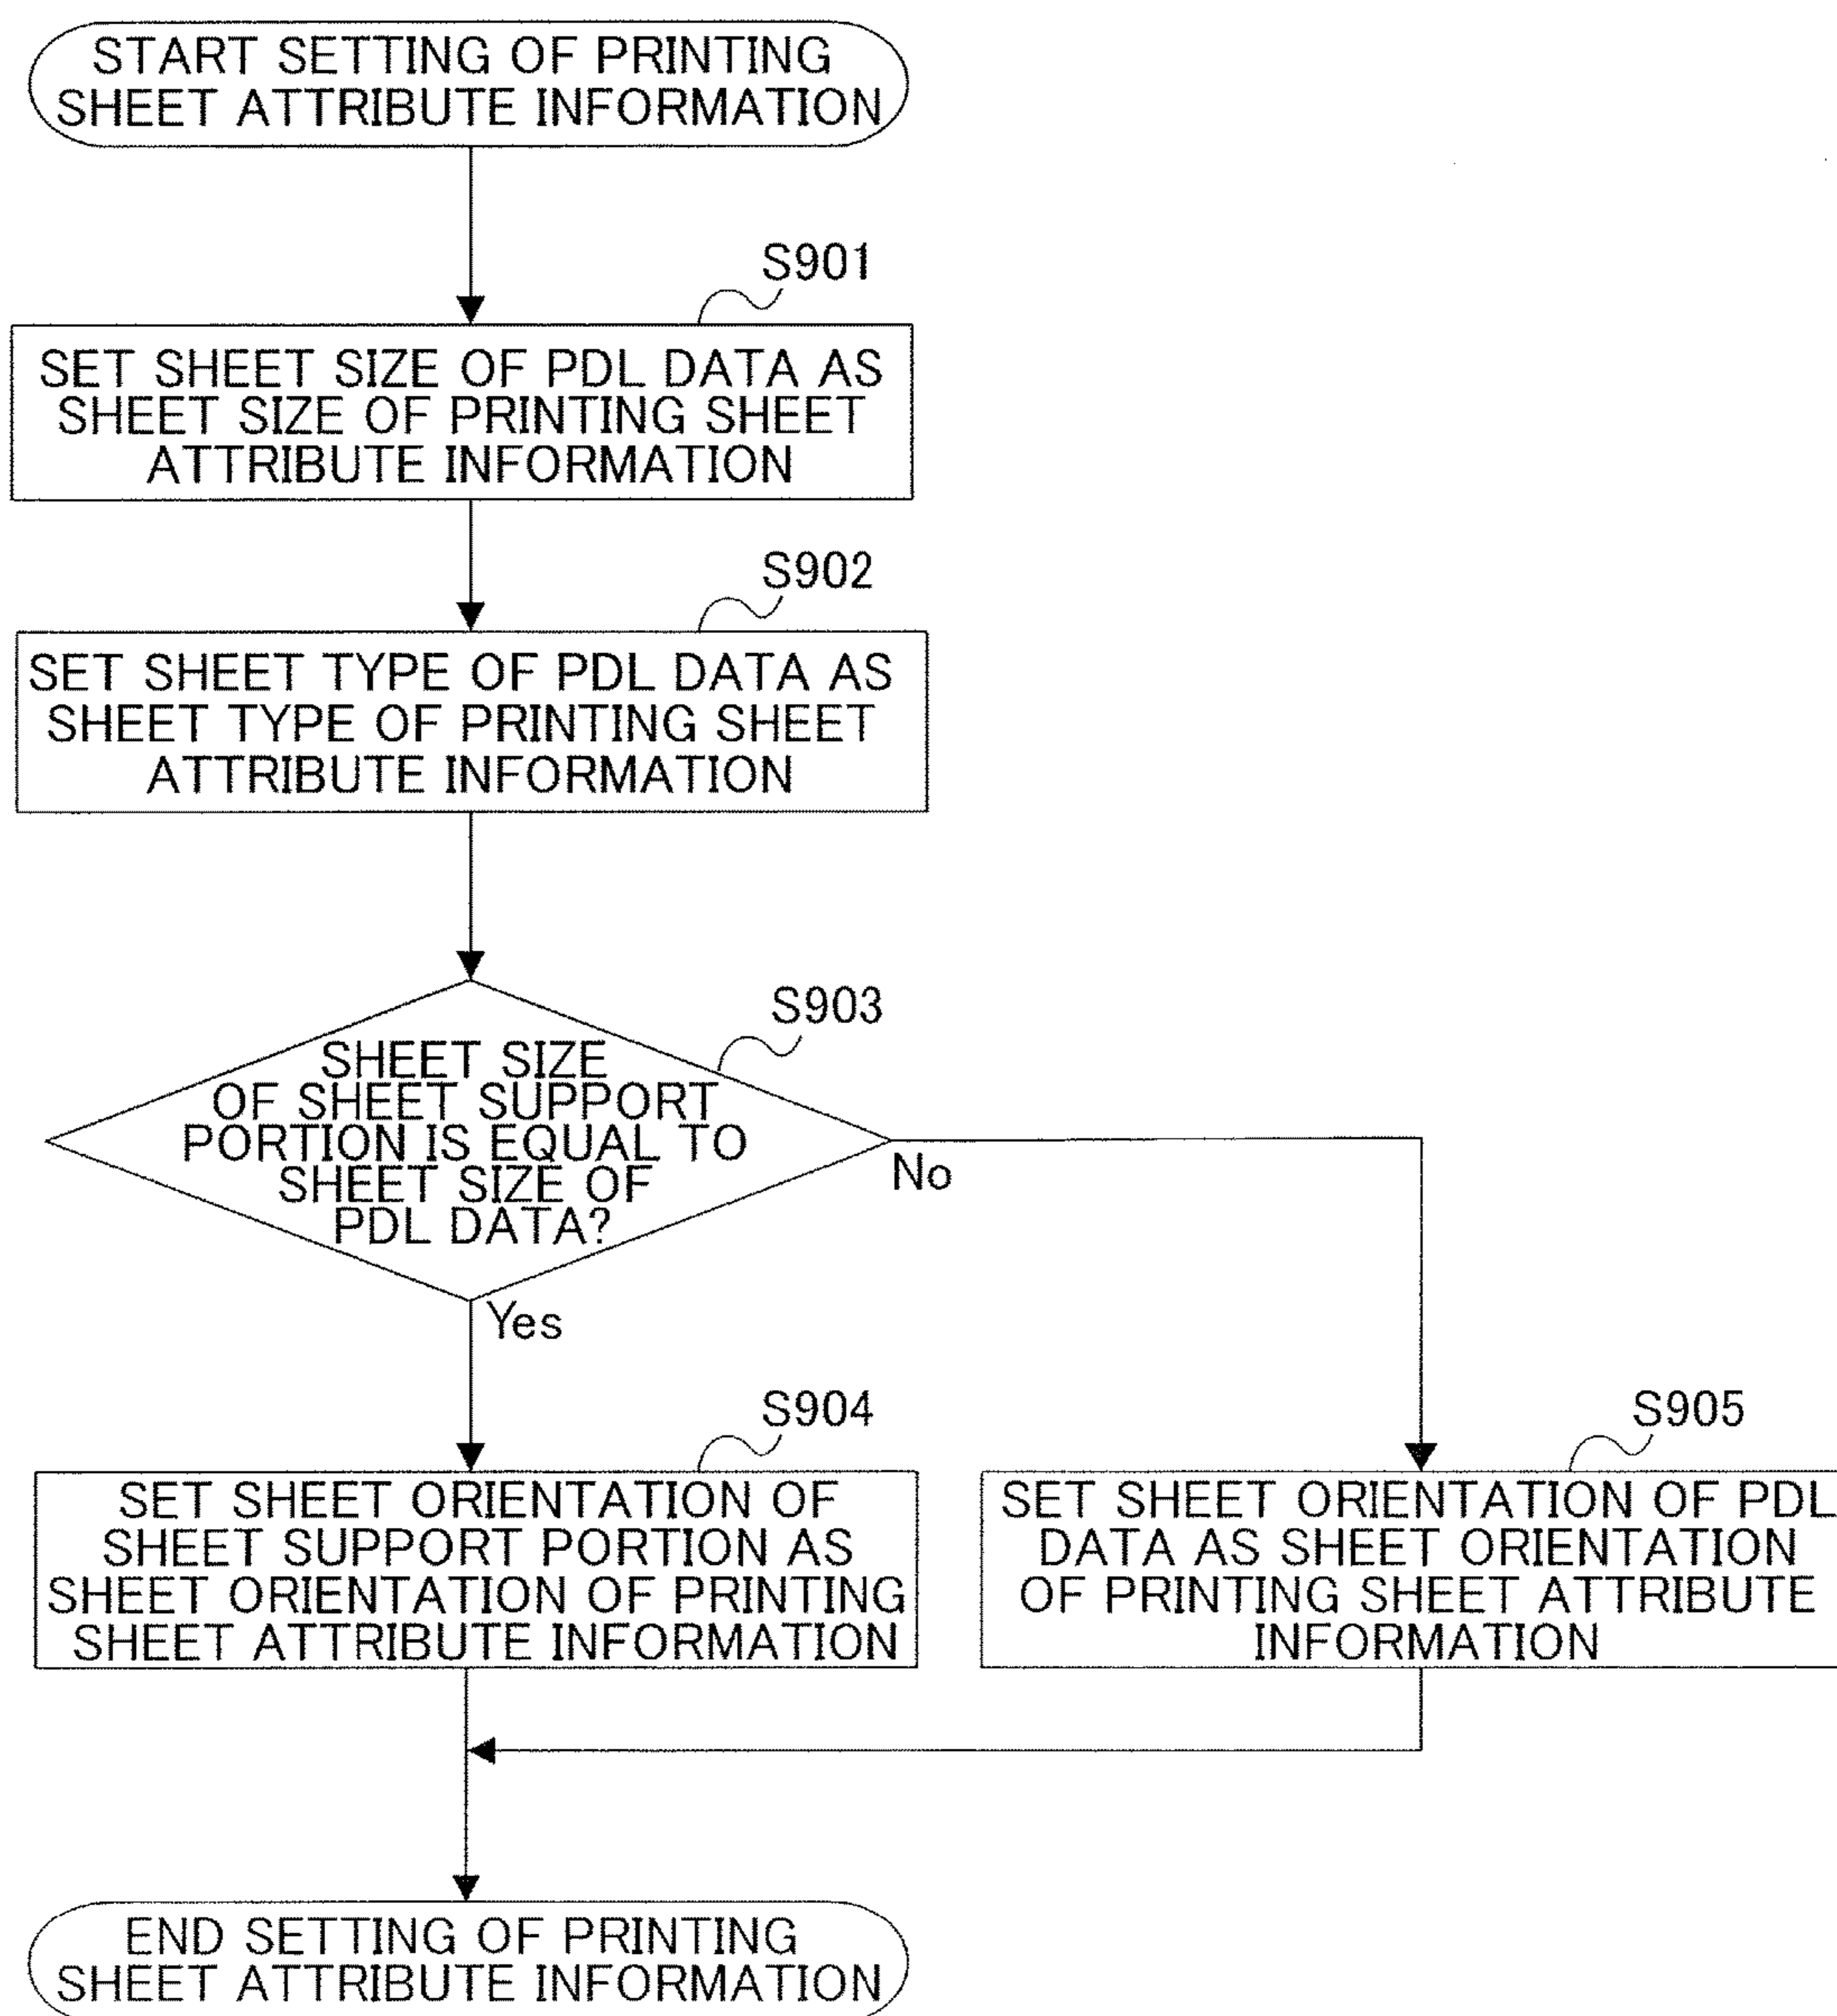 START SETTING OF PRINTING
SHEET ATTRIBUTE INFORMATION
S901
SET SHEET SIZE OF PDL DATA AS
SHEET SIZE OF PRINTING SHEET
ATTRIBUTE INFORMATION
S902
SET SHEET TYPE OF PDL DATA AS
SHEET TYPE OF PRINTING SHEET
ATTRIBUTE INFORMATION
S903
SHEET SIZE
OF SHEET SUPPORT
PORTION IS EQUAL TO
SHEET SIZE OF
PDL DATA?
No
Yes
S904
SET SHEET ORIENTATION OF
SHEET SUPPORT PORTION AS
SHEET ORIENTATION OF PRINTING
SHEET ATTRIBUTE INFORMATION
S905
SET SHEET ORIENTATION OF PDL
DATA AS SHEET ORIENTATION
OF PRINTING SHEET ATTRIBUTE
INFORMATION
END SETTING OF PRINTING
SHEET ATTRIBUTE INFORMATION